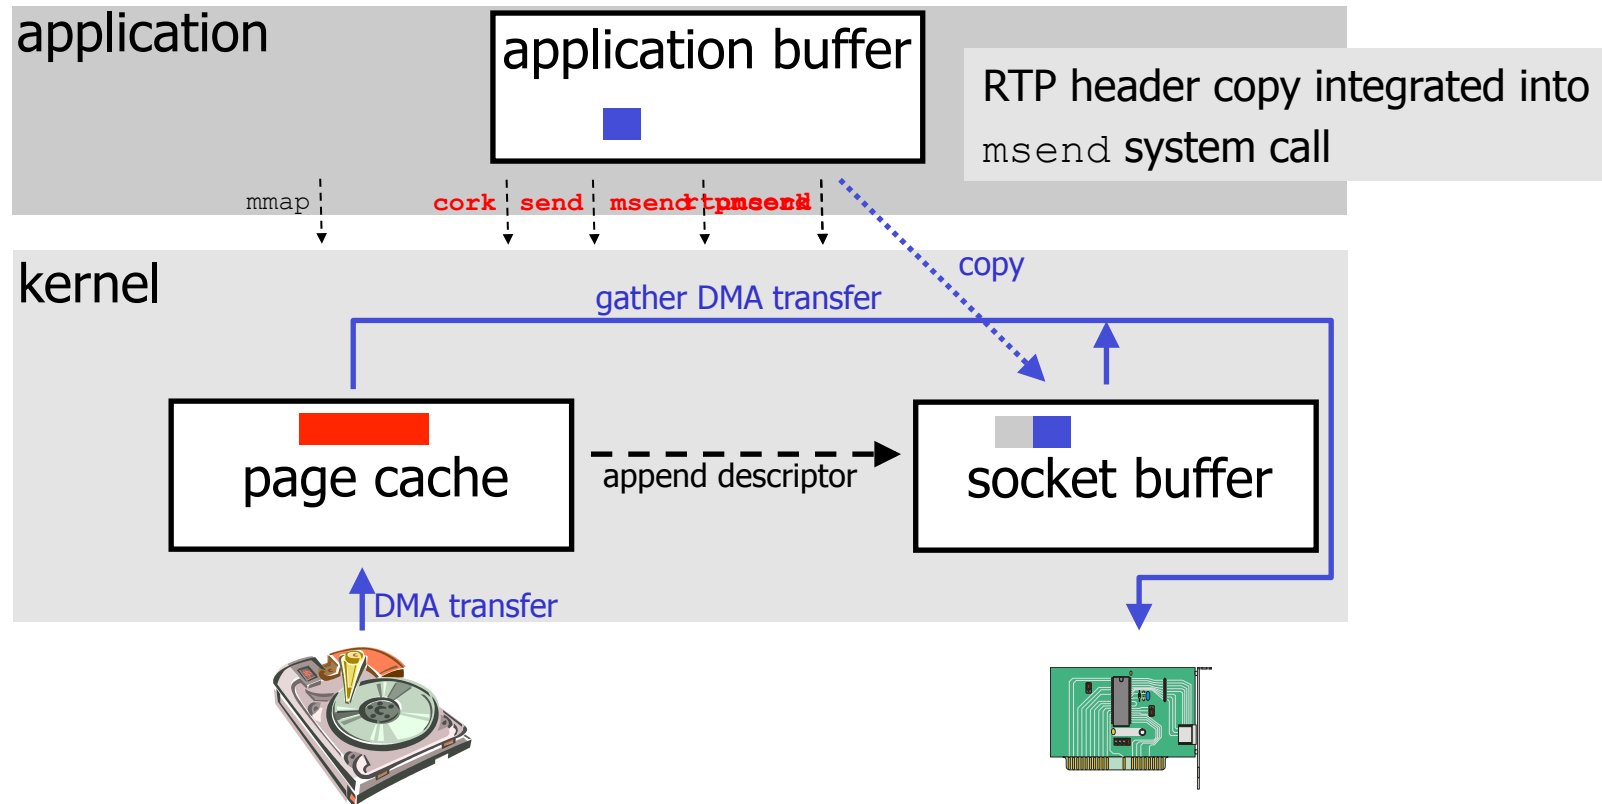 application
application buffer
RTP header copy integrated into
msend system call
mmap
cork
send
msend
kernel
copy
gather DMA transfer
page cache
append descriptor
socket buffer
DMA transfer